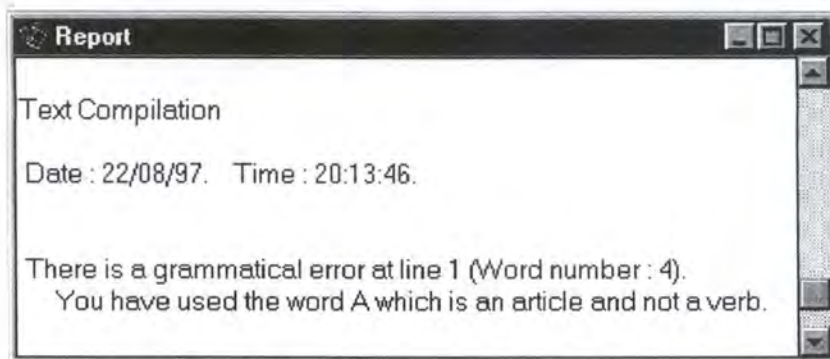 Report
Text Compilation
Date : 22/08/97. Time : 20:13:46.
There is a grammatical error at line 1 (Word number : 4).
You have used the word A which is an article and not a verb.